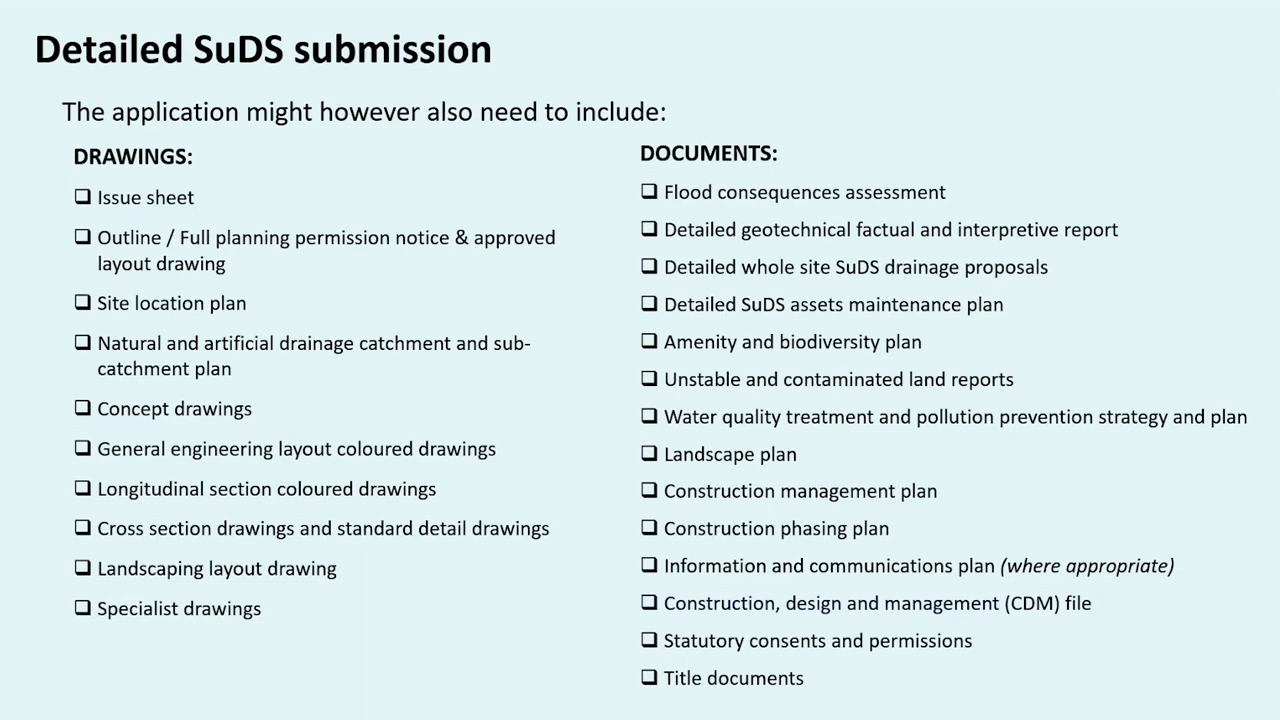 Detailed SuDS submission
The application might however also need to include:
DRAWINGS:
❑ Issue sheet
❑ Outline / Full planning permission notice & approved
layout drawing
❑ Site location plan
❑ Natural and artificial drainage catchment and sub-
catchment plan
❑ Concept drawings
❑ General engineering layout coloured drawings
❑ Longitudinal section coloured drawings
❑ Cross section drawings and standard detail drawings
❑ Landscaping layout drawing
❑ Specialist drawings
DOCUMENTS:
❑ Flood consequences assessment
❑ Detailed geotechnical factual and interpretive report
❑ Detailed whole site SuDS drainage proposals
❑ Detailed SuDS assets maintenance plan
❑ Amenity and biodiversity plan
❑ Unstable and contaminated land reports
❑ Water quality treatment and pollution prevention strategy and plan
❑ Landscape plan
❑ Construction management plan
❑ Construction phasing plan
❑ Information and communications plan (where appropriate)
❑ Construction, design and management (CDM) file
❑ Statutory consents and permissions
❑ Title documents